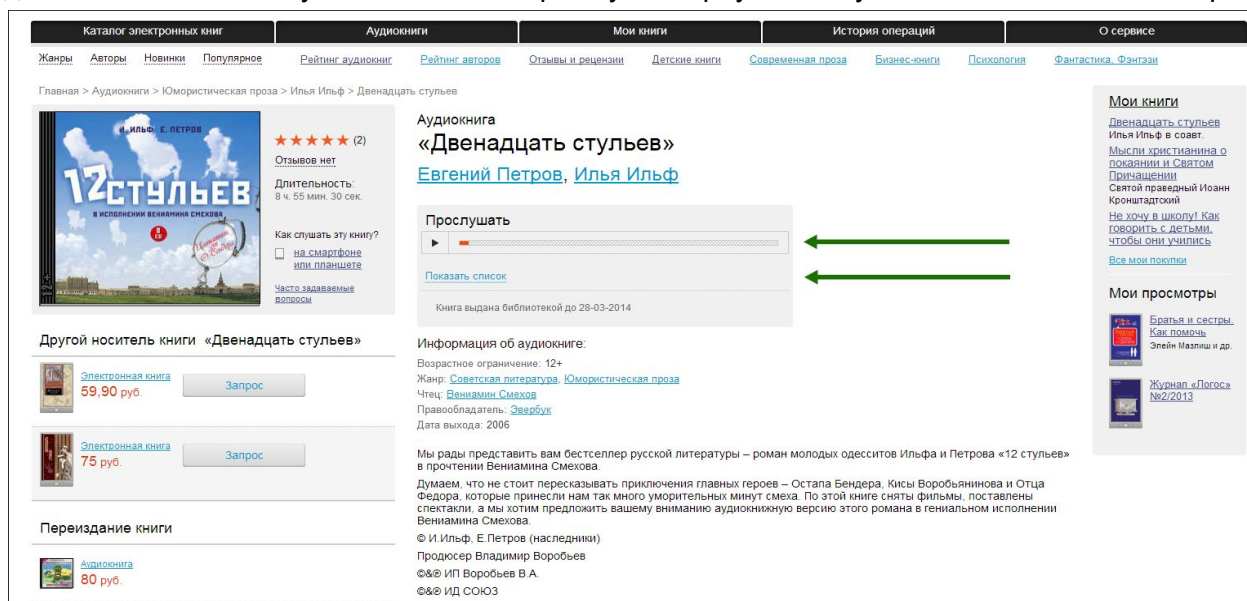 Каталог электронных книг
Аудиокниги
Мои книги
История операций
О сервисе
Жанры Авторы Новинки Популярное Рейтинг аудиокниг Рейтинг авторов Отзывы и рецензии Детские книги Современная проза Бизнес-книги Психология Фантастика, Фэнтэзи
Главная > Аудиокниги > Юмористическая проза > Илья Ильф > Двенадцать стульев
И. ИЛЬФ Е. ПЕТРОВ
12 СТУЛЬЕВ
В ИСПОЛНЕНИИ ВЕНИАМИНА СМЕХОВА
(2)
Отзывов нет
Длительность:
8 ч. 55 мин. 30 сек.
Как слушать эту книгу?
на смартфоне
или планшете
Часто задаваемые
вопросы
Другой носитель книги «Двенадцать стульев»
Электронная книга
59,90 руб.
Запрос
Электронная книга
75 руб.
Запрос
Переиздание книги
Аудиокнига
80 руб.
Аудиокнига
«Двенадцать стульев»
Евгений Петров, Илья Ильф
Прослушать
Показать список
Книга выдана библиотекой до 28-03-2014
Информация об аудиокниге:
Возрастное ограничение: 12+
Жанр: Советская литература, Юмористическая проза
Чтец: Вениамин Смехов
Правообладатель: Эвербук
Дата выхода: 2006
Мы рады представить вам бестселлер русской литературы – роман молодых одесситов Ильфа и Петрова «12 стульев»
в прочтении Вениамина Смехова.
Думаем, что не стоит пересказывать приключения главных героев – Остапа Бендера, Кисы Воробьянинова и Отца
Федора, которые принесли нам так много уморительных минут смеха. По этой книге сняты фильмы, поставлены
спектакли, а мы хотим предложить вашему вниманию аудиокнижную версию этого романа в гениальном исполнении
Вениамина Смехова.
© И.Ильф, Е.Петров (наследники)
Продюсер Владимир Воробьев
©&℗ ИП Воробьев В.А.
©&℗ ИД СОЮЗ
Мои книги
Двенадцать стульев
Илья Ильф в соавт.
Мысли христианина о
покаянии и Святом
Причащении
Святой праведный Иоанн
Кронштадтский
Не хочу в школу! Как
говорить с детьми,
чтобы они учились
Все мои покупки
Мои просмотры
Братья и сестры.
Как помочь
Элейн Мазлиш и др.
Журнал «Логос»
№2/2013